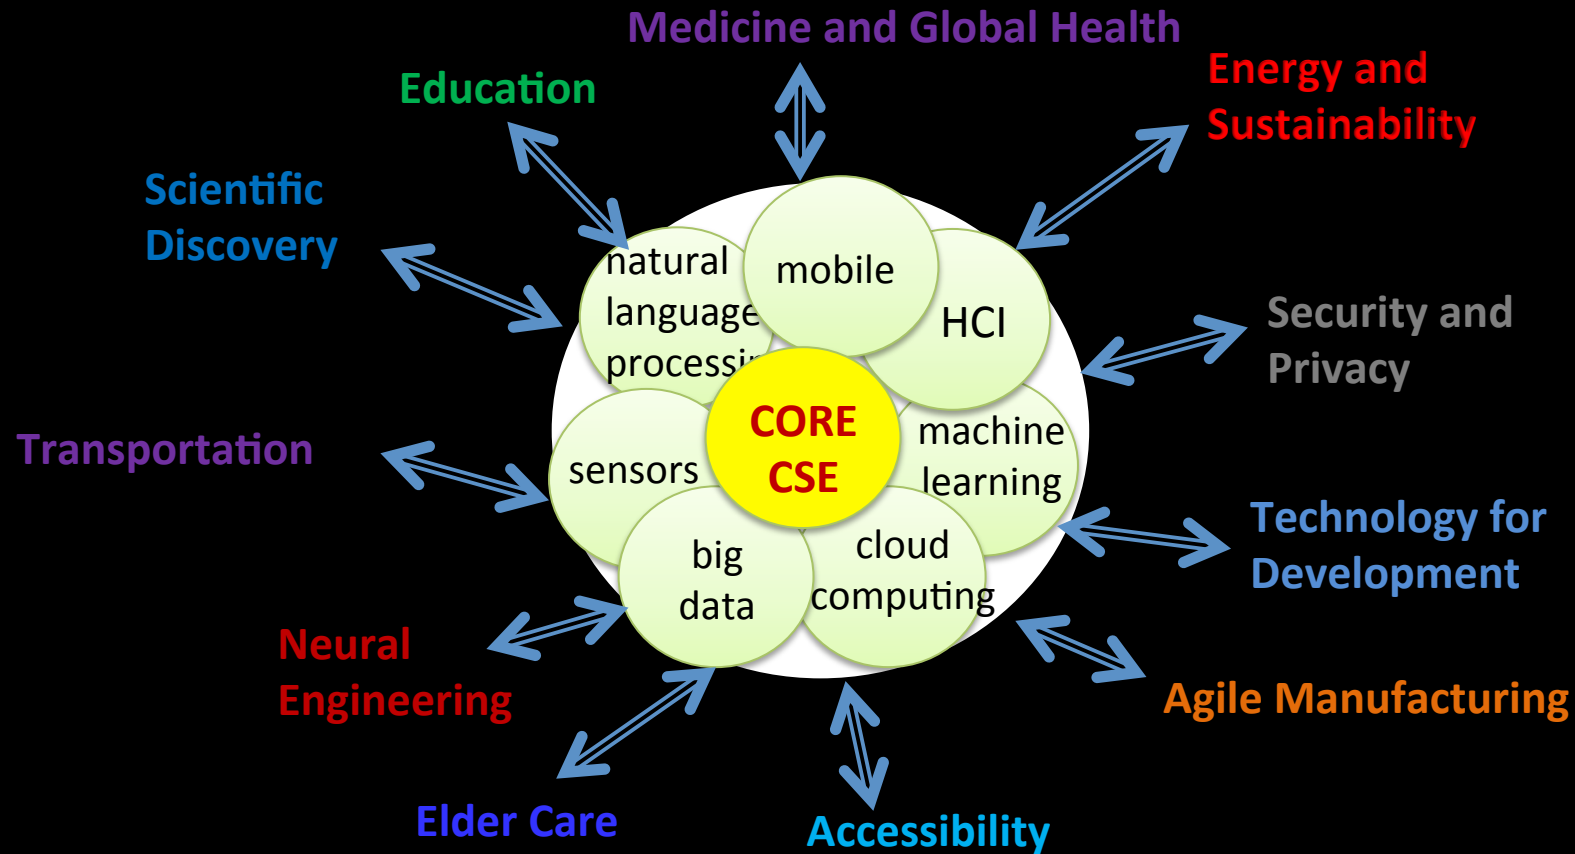 Medicine and Global Health
Education
Energy and
Sustainability
Scientific
Discovery
natural
language
processin
mobile
HCI
Security and
Privacy
CORE
CSE
machine
learning
Transportation
sensors
big
data
cloud
computing
Technology for
Development
Neural
Engineering
Agile Manufacturing
Elder Care
Accessibility